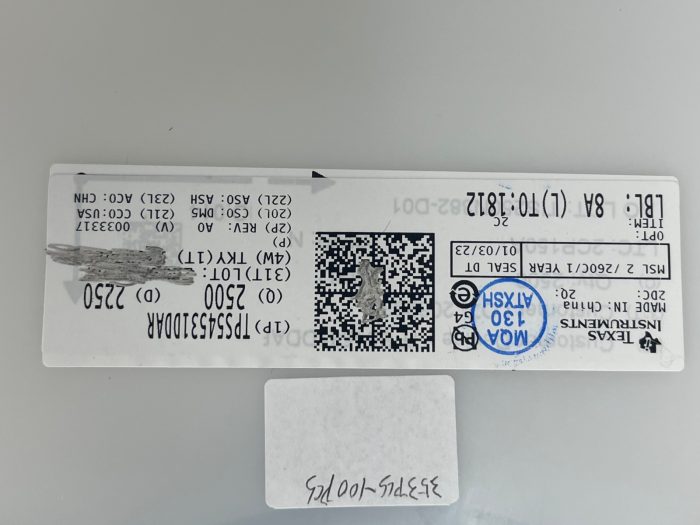 TEXAS
INSTRUMENTS
MADE IN: China
2DC: 2Q:
MSL 2 /260C/1 YEAR SEAL DT
01/03/23
OPT:
ITEM: 2C
LBL: 8A (L)TO:1812
Pb
G4
MQA
130
ATXSH
(1P) TPS54531DDAR
(Q) 2500 (D) 2250
(31T)LOT:
(4W) TKY(1T)
(P)
(2P) REV: A0 (V) 0033317
(20L) CSO: DM5 (21L) CCO:USA
(22L) ASO: ASH (23L) ACO: CHN
353PCS-100PCS